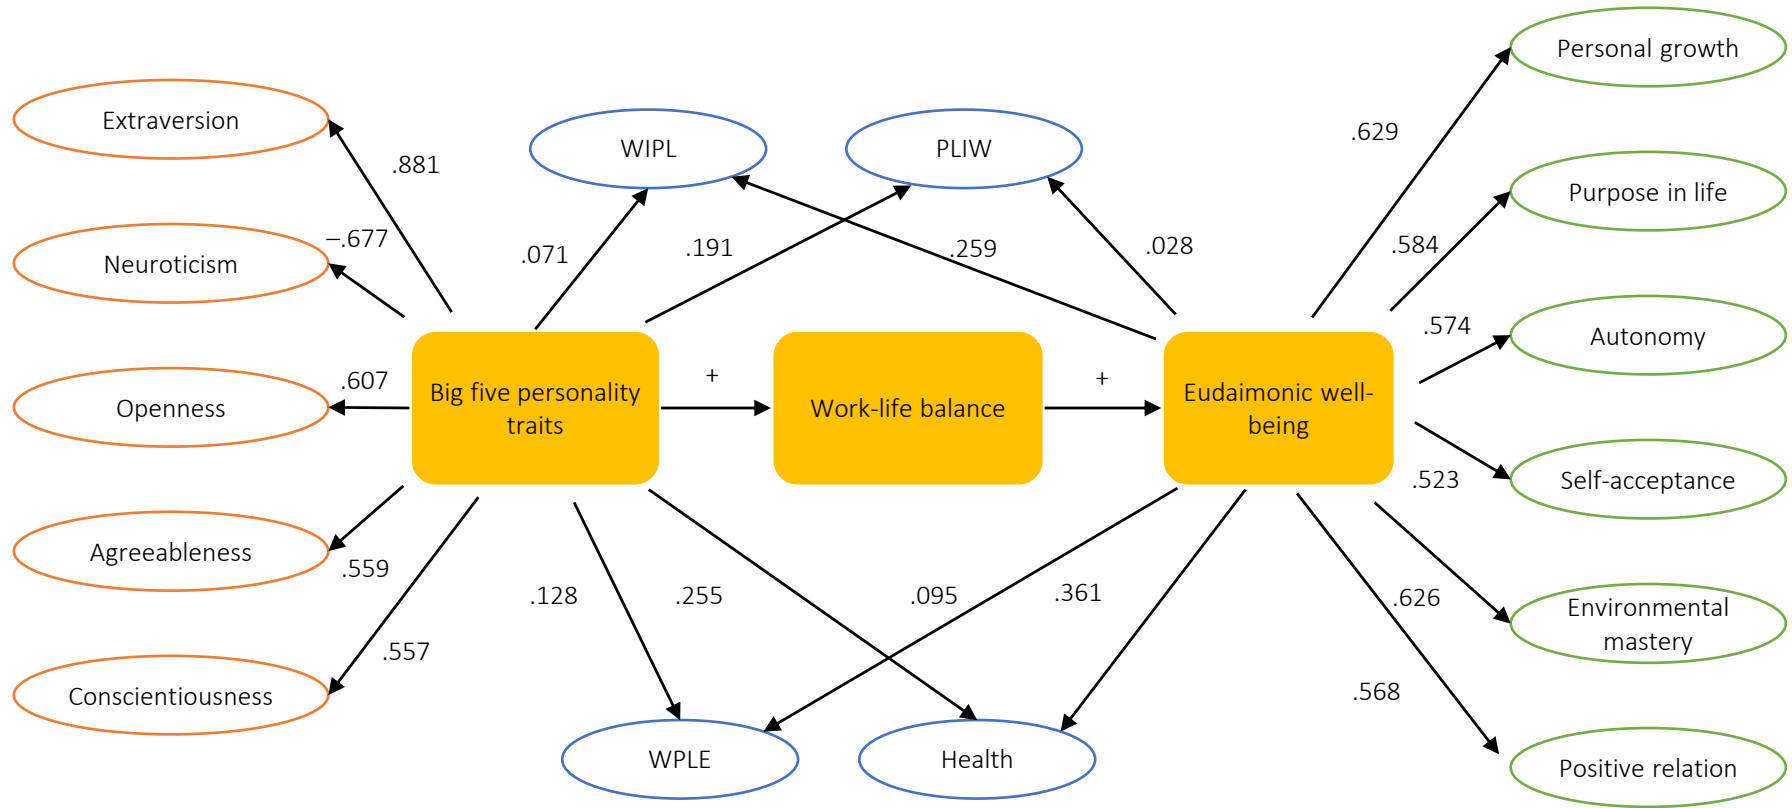 Personal growth
Extraversion
WIPL
PLIW
.629
.881
Purpose in life
–.677
.071
.191
.259
.028
.584
Neuroticism
.574
Autonomy
+
+
.607
Openness
Big five personality
traits
Work-life balance
Eudaimonic well-
being
.523
Self-acceptance
Agreeableness
.559
.128
.255
.095
.361
.626
Environmental
mastery
.557
Conscientiousness
.568
WPLE
Health
Positive relation